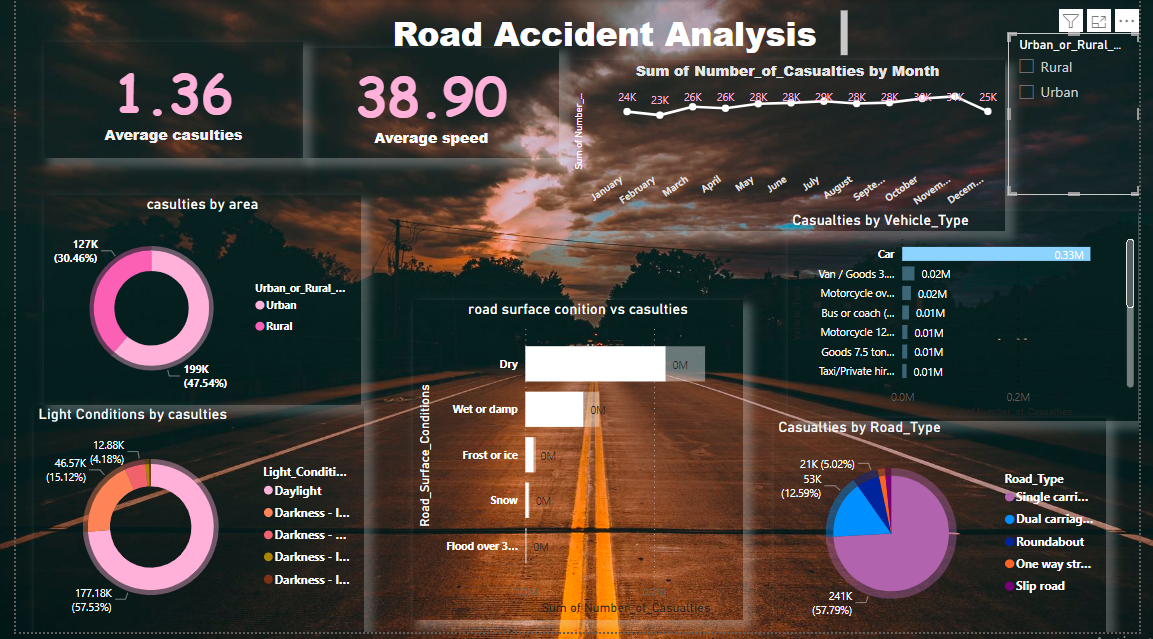 Road Accident Analysis
1.36
Average casulties
38.90
Average speed
Sum of Number_of_Casualties by Month
Sum of Number_...
24K
23K
26K
26K
28K
28K
29K
28K
28K
30K
25K
January
February
March
April
May
June
July
August
Septe...
October
Novem...
Decem...
Urban_or_Rural_...
Rural
Urban
casulties by area
127K
(30.46%)
199K
(47.54%)
Urban_or_Rural_...
Urban
Rural
Casualties by Vehicle_Type
Car
0.33M
Van / Goods 3....
0.02M
Motorcycle ov...
0.02M
Bus or coach (...
0.01M
Motorcycle 12...
0.01M
Goods 7.5 ton...
0.01M
Taxi/Private hir...
0.01M
0.0M
0.2M
road surface conition vs casulties
Road_Surface_Conditions
Dry
0M
Wet or damp
0M
Frost or ice
0M
Snow
0M
Flood over 3...
0M
Sum of Number_of_Casualties
Light Conditions by casulties
12.88K
(4.18%)
46.57K
(15.12%)
177.18K
(57.53%)
Light_Conditi...
Daylight
Darkness - l...
Darkness - ...
Darkness - l...
Darkness - l...
Casualties by Road_Type
21K (5.02%)
53K
(12.59%)
241K
(57.79%)
Road_Type
Single carri...
Dual carriag...
Roundabout
One way str...
Slip road